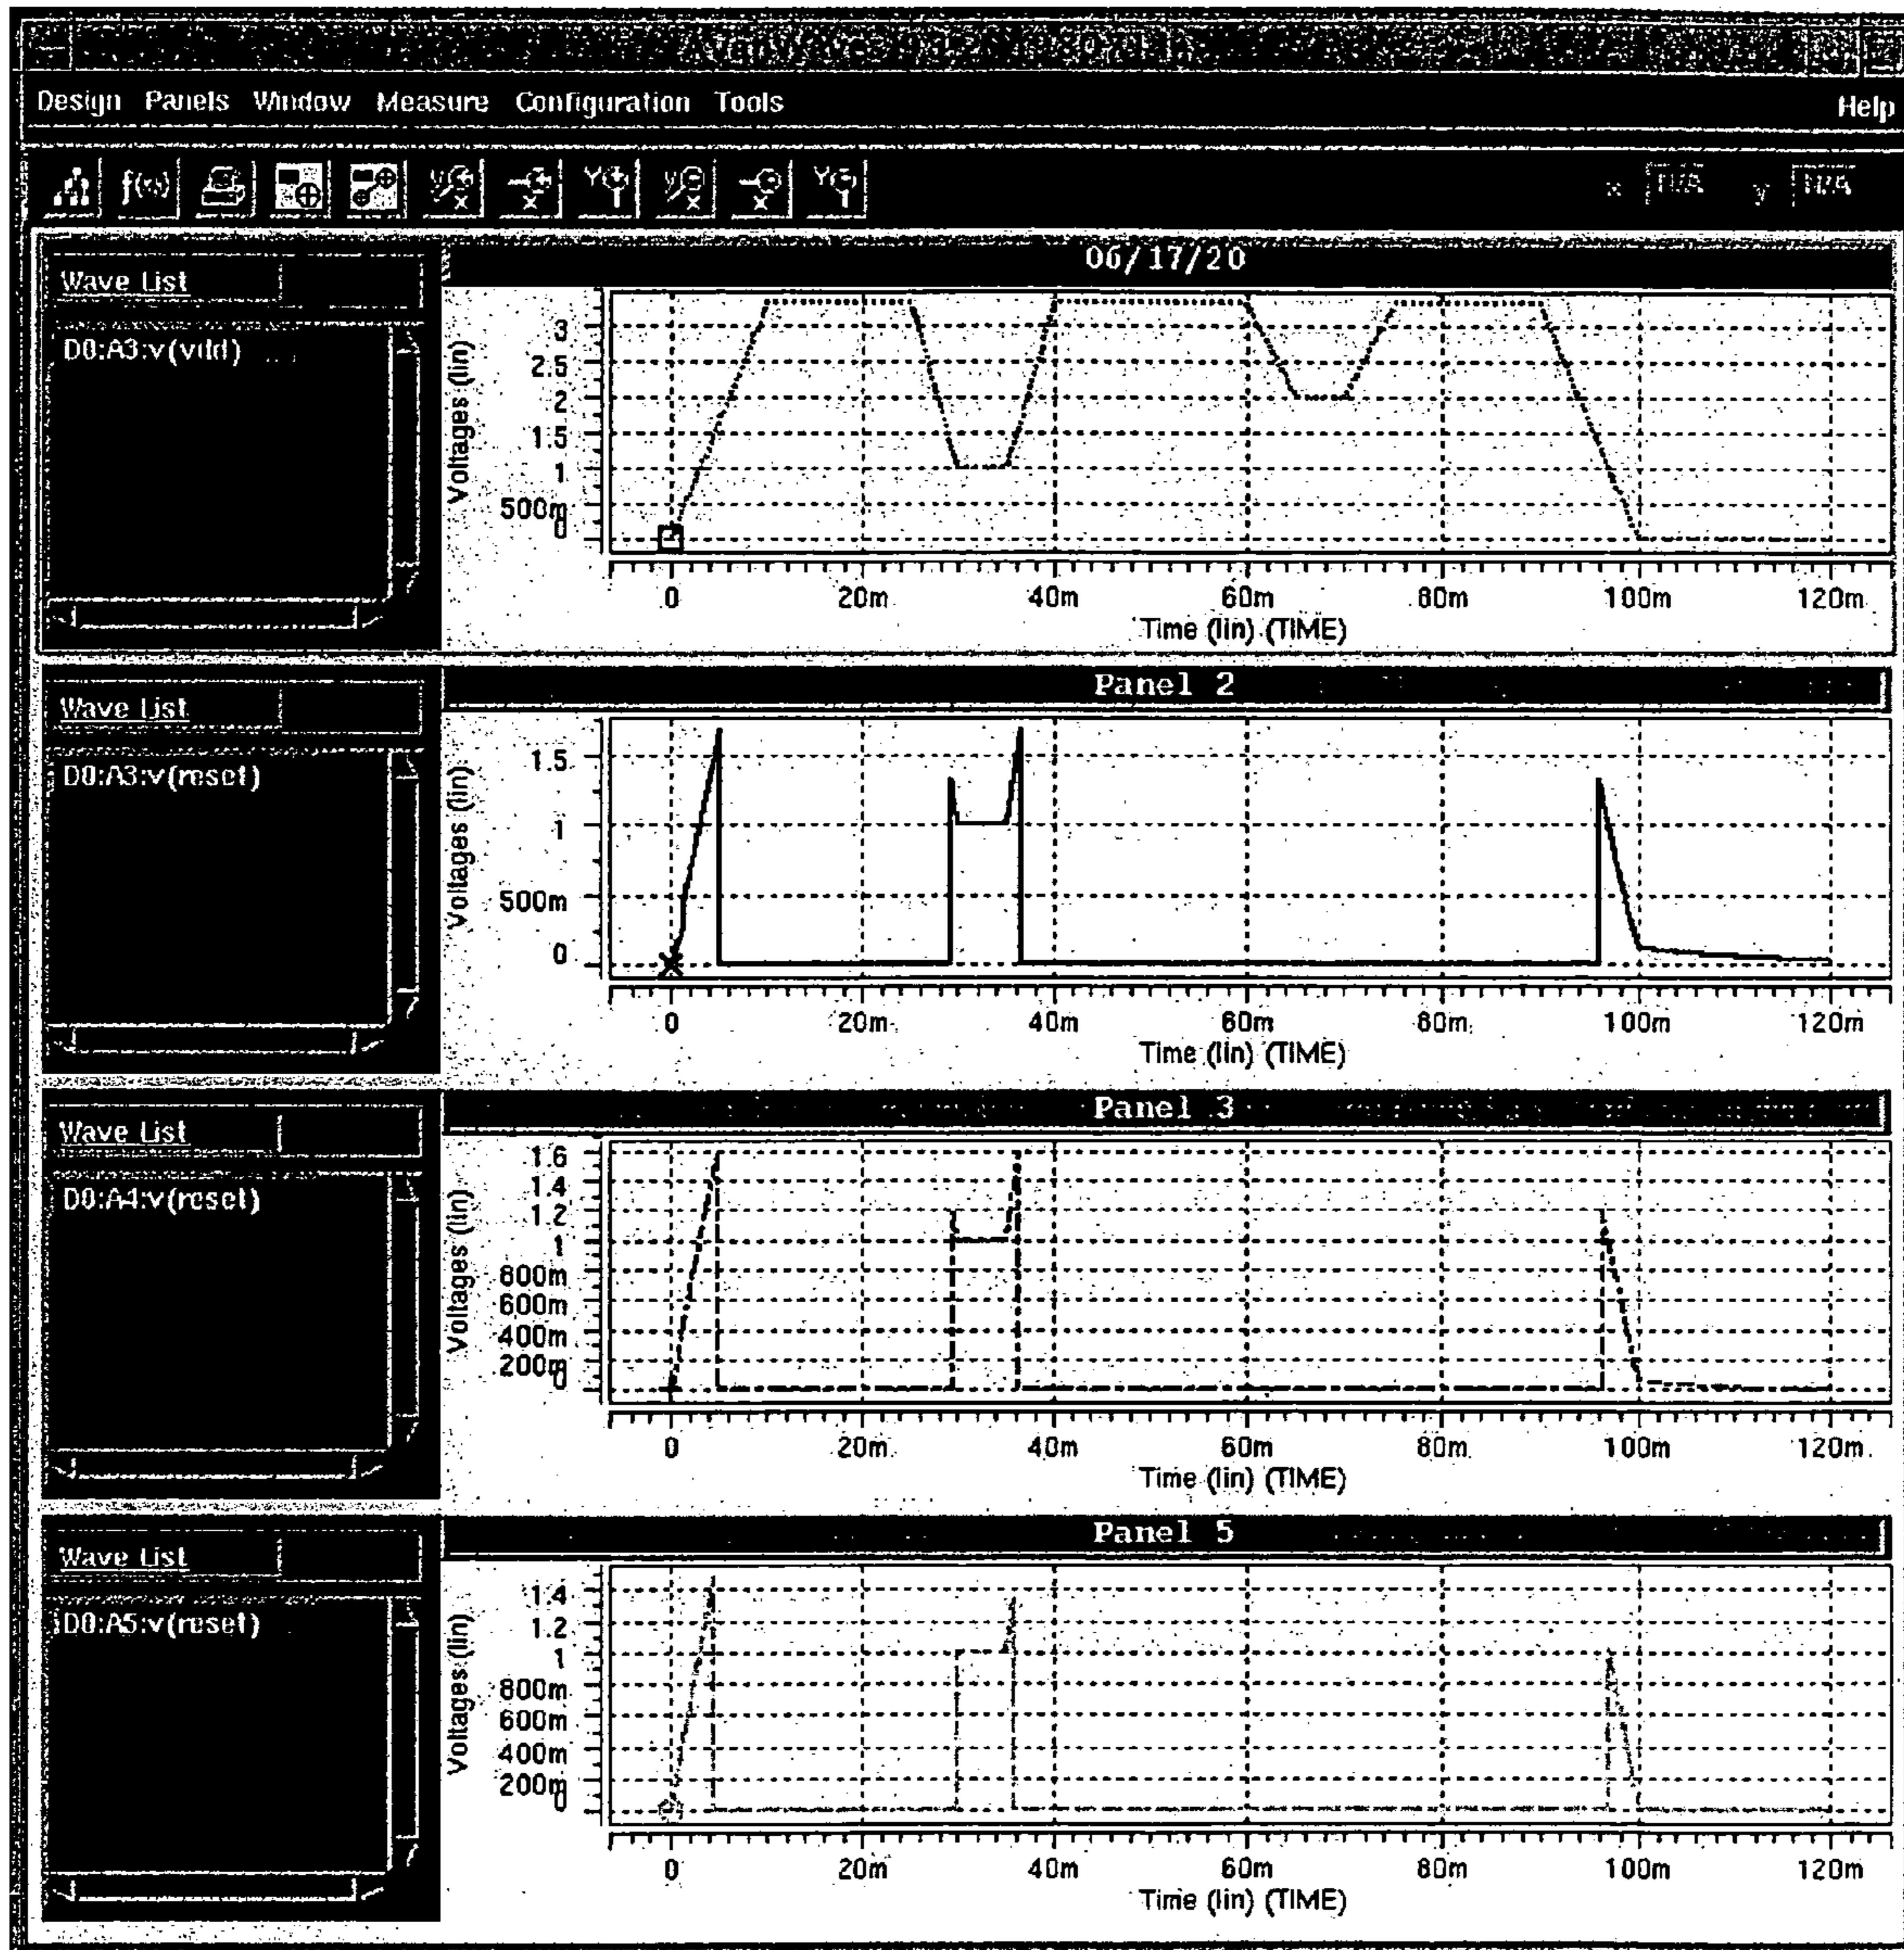 Design Panels Window Measure Configuration Tools Help
f(x)
x N/A y N/A
06/17/20
Wave List
D0:A3:v(vdd)
Voltages (lin)
3
2.5
2
1.5
1
500m
0
0 20m 40m 60m 80m 100m 120m
Time (lin) (TIME)
Panel 2
Wave List
D0:A3:v(reset)
Voltages (lin)
1.5
1
500m
0
0 20m 40m 60m 80m 100m 120m
Time (lin) (TIME)
Panel 3
Wave List
D0:A4:v(reset)
Voltages (lin)
1.6
1.4
1.2
1
800m
600m
400m
200m
0
0 20m 40m 60m 80m 100m 120m
Time (lin) (TIME)
Panel 5
Wave List
D0:A5:v(reset)
Voltages (lin)
1.4
1.2
1
800m
600m
400m
200m
0
0 20m 40m 60m 80m 100m 120m
Time (lin) (TIME)